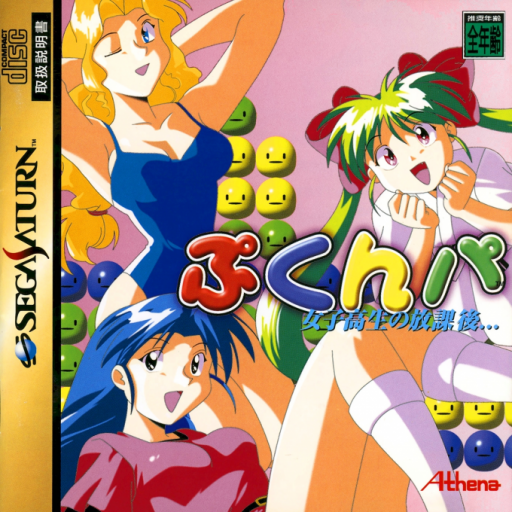 COMPACT
disc
取扱説明書
推奨年齢
全年齢
SEGA SATURN™
ぷくんパ
女子高生の放課後...
Athena